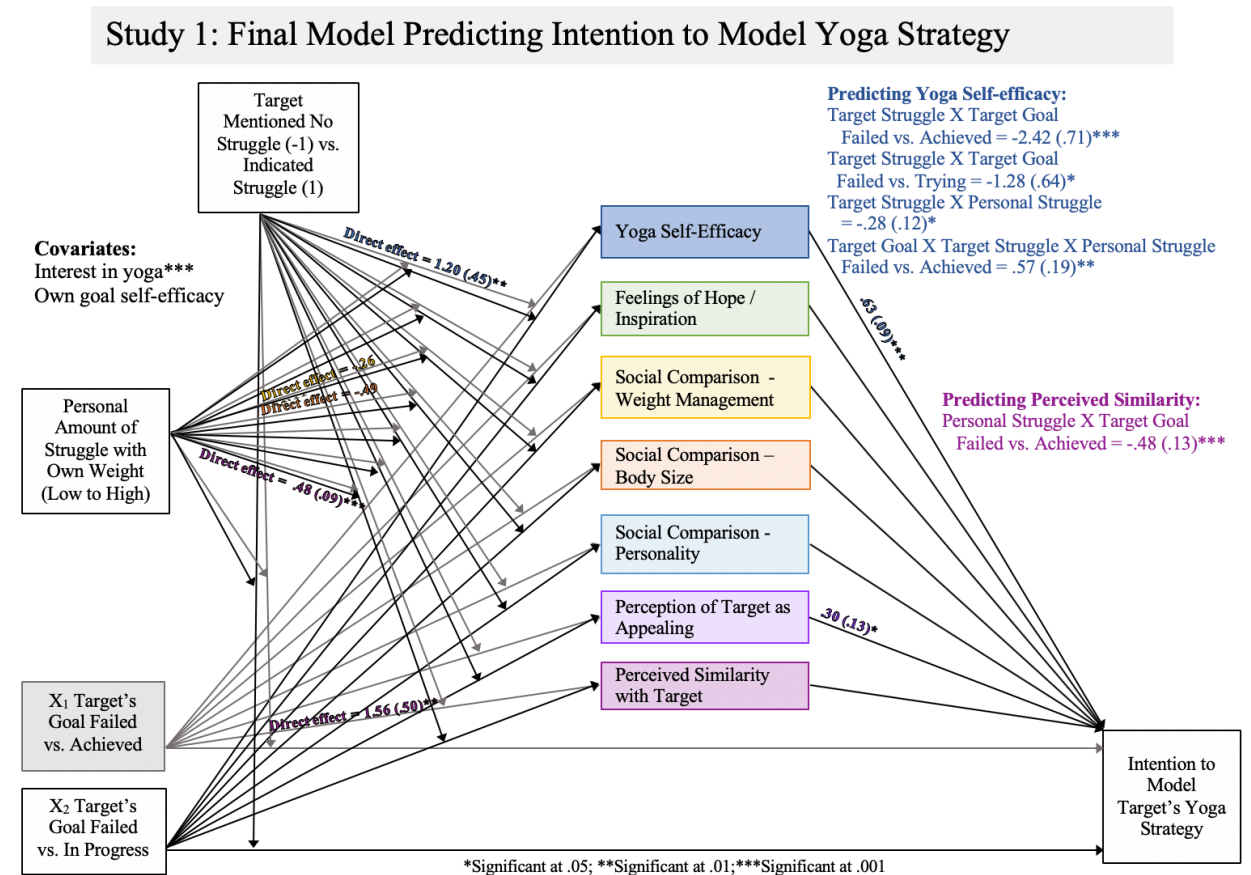 Study 1: Final Model Predicting Intention to Model Yoga Strategy
Target
Mentioned No
Struggle (-1) vs.
Indicated
Struggle (1)
Predicting Yoga Self-efficacy:
Target Struggle X Target Goal
Failed vs. Achieved = -2.42 (.71)***
Target Struggle X Target Goal
Failed vs. Trying = -1.28 (.64)*
Target Struggle X Personal Struggle
= -.28 (.12)*
Target Goal X Target Struggle X Personal Struggle
Failed vs. Achieved = .57 (.19)**
Covariates:
Interest in yoga***
Own goal self-efficacy
Direct effect = 1.20 (.45)**
Yoga Self-Efficacy
Feelings of Hope /
Inspiration
.63 (.09)***
Direct effect = -.26
Direct effect = -.49
Social Comparison -
Weight Management
Personal
Amount of
Struggle with
Own Weight
(Low to High)
Predicting Perceived Similarity:
Personal Struggle X Target Goal
Failed vs. Achieved = -.48 (.13)***
Direct effect = .48 (.09)***
Social Comparison –
Body Size
Social Comparison -
Personality
Perception of Target as
Appealing
.30 (.13)*
Perceived Similarity
with Target
Direct effect = 1.56 (.50)**
X₁ Target's
Goal Failed
vs. Achieved
X₂ Target's
Goal Failed
vs. In Progress
Intention to
Model
Target's Yoga
Strategy
*Significant at .05; **Significant at .01;***Significant at .001